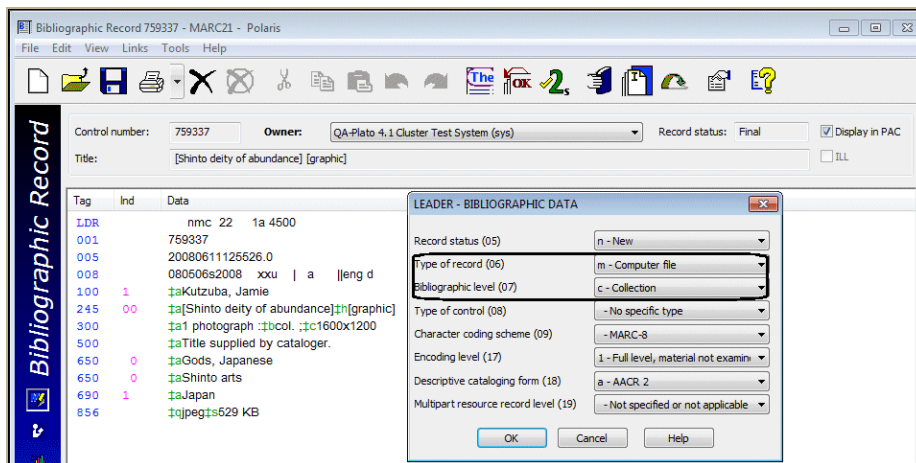 Bibliographic Record 759337 - MARC21 - Polaris
File Edit View Links Tools Help
The OK 2s I
Bibliographic Record
Control number: 759337 Owner: QA-Plato 4.1 Cluster Test System (sys) Record status: Final Display in PAC
Title: [Shinto deity of abundance] [graphic] ILL
Tag Ind Data
LDR nmc 22 1a 4500
001 759337
005 20080611125526.0
008 080506s2008 xxu | a ||eng d
100 1 ‡aKutzuba, Jamie
245 00 ‡a[Shinto deity of abundance]‡h[graphic]
300 ‡a1 photograph :‡bcol. ;‡c1600x1200
500 ‡aTitle supplied by cataloger.
650 0 ‡aGods, Japanese
650 0 ‡aShinto arts
690 1 ‡aJapan
856 ‡qjpeg‡s529 KB
LEADER - BIBLIOGRAPHIC DATA
Record status (05) n - New
Type of record (06) m - Computer file
Bibliographic level (07) c - Collection
Type of control (08) - No specific type
Character coding scheme (09) - MARC-8
Encoding level (17) 1 - Full level, material not examin
Descriptive cataloging form (18) a - AACR 2
Multipart resource record level (19) - Not specified or not applicable
OK Cancel Help